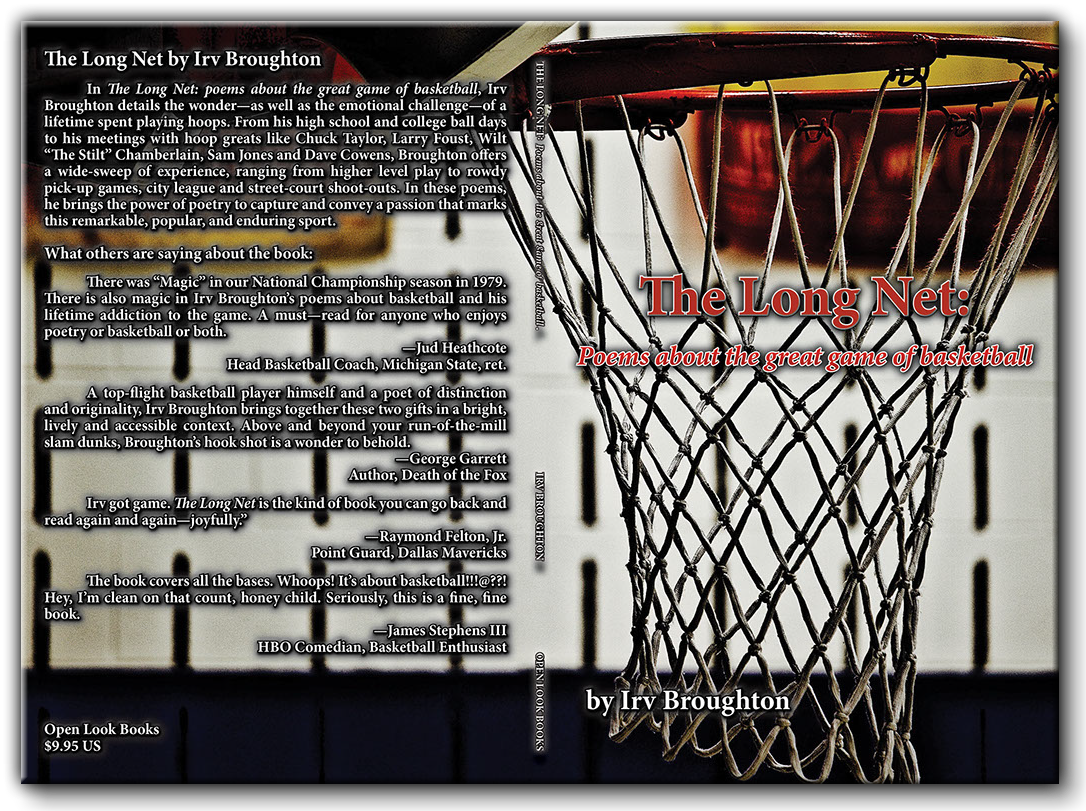 The Long Net by Irv Broughton
In The Long Net: poems about the great game of basketball, Irv
Broughton details the wonder—as well as the emotional challenge—of a
lifetime spent playing hoops. From his high school and college ball days
to his meetings with hoop greats like Chuck Taylor, Larry Foust, Wilt
“The Stilt” Chamberlain, Sam Jones and Dave Cowens, Broughton offers
a wide-sweep of experience, ranging from higher level play to rowdy
pick-up games, city league and street-court shoot-outs. In these poems,
he brings the power of poetry to capture and convey a passion that marks
this remarkable, popular, and enduring sport.
What others are saying about the book:
There was “Magic” in our National Championship season in 1979.
There is also magic in Irv Broughton’s poems about basketball and his
lifetime addiction to the game. A must—read for anyone who enjoys
poetry or basketball or both.
—Jud Heathcote
Head Basketball Coach, Michigan State, ret.
A top-flight basketball player himself and a poet of distinction
and originality, Irv Broughton brings together these two gifts in a bright,
lively and accessible context. Above and beyond your run-of-the-mill
slam dunks, Broughton’s hook shot is a wonder to behold.
—George Garrett
Author, Death of the Fox
Irv got game. The Long Net is the kind of book you can go back and
read again and again—joyfully.”
—Raymond Felton, Jr.
Point Guard, Dallas Mavericks
The book covers all the bases. Whoops! It’s about basketball!!!@??!
Hey, I’m clean on that count, honey child. Seriously, this is a fine, fine
book.
—James Stephens III
HBO Comedian, Basketball Enthusiast
Open Look Books
$9.95 US
THE LONG NET: Poems about the Great Game of basketball.
IRV BROUGHTON
OPEN LOOK BOOKS
The Long Net:
Poems about the great game of basketball
by Irv Broughton